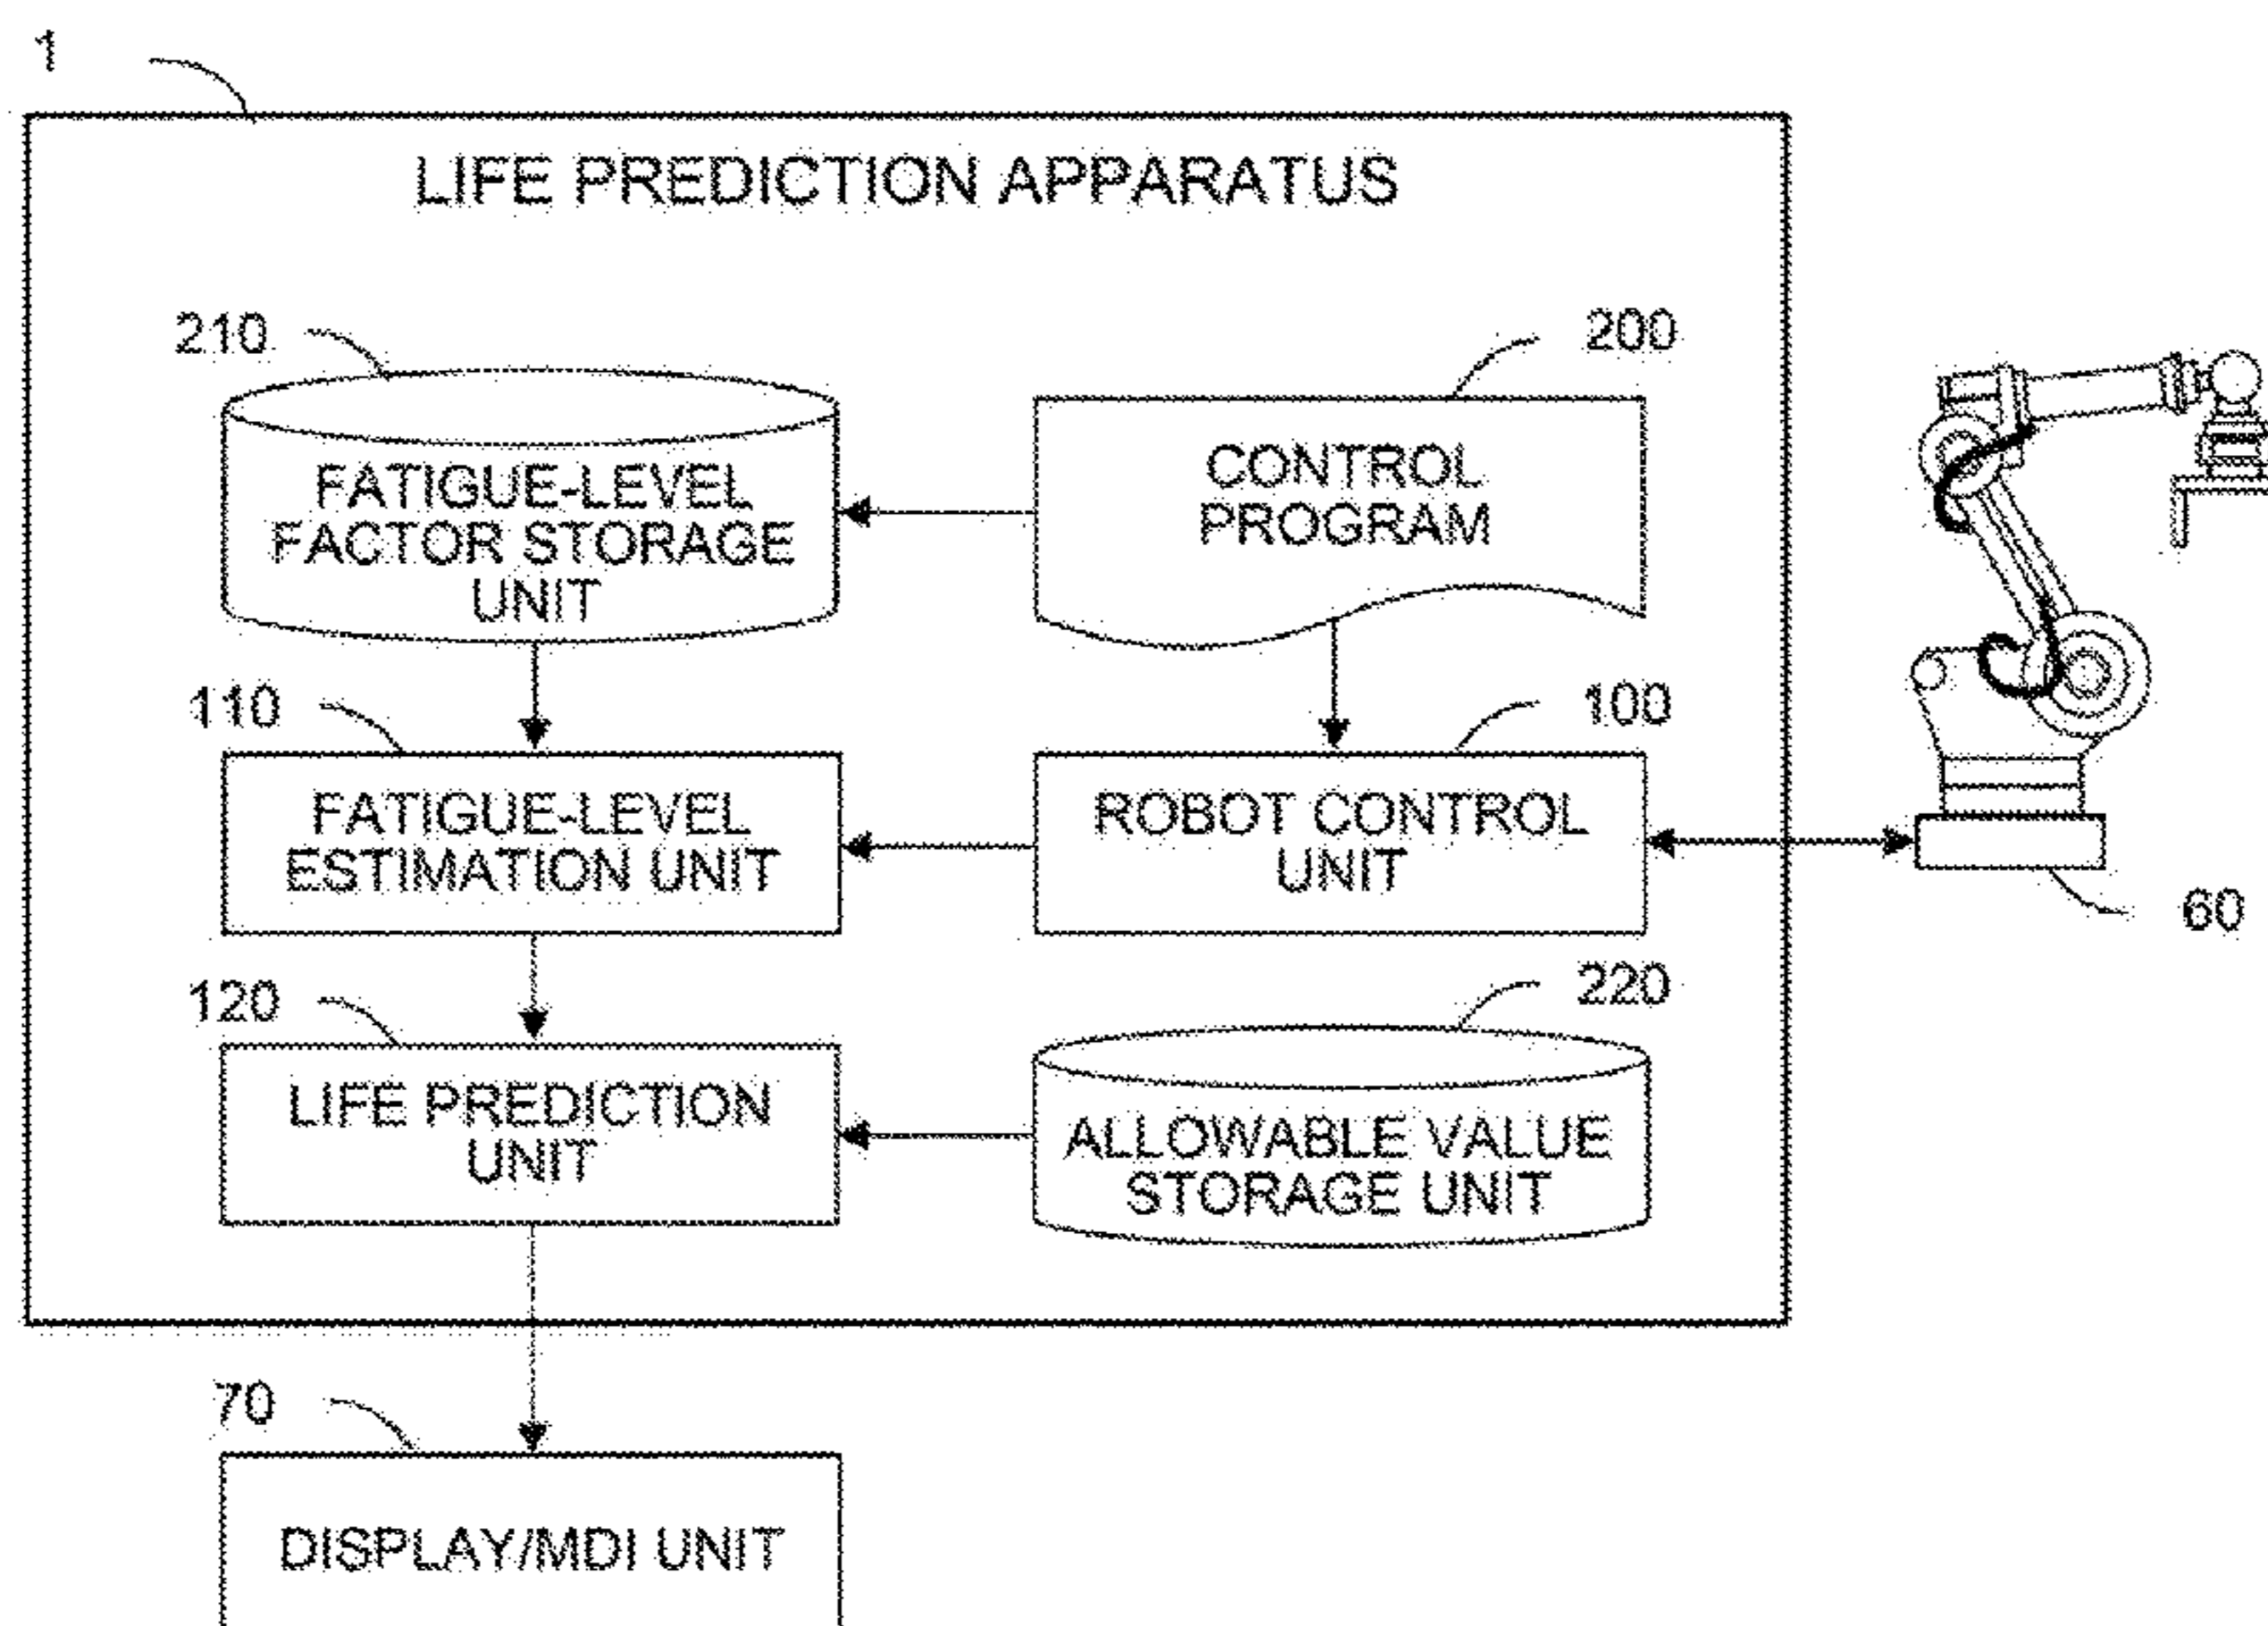 1
LIFE PREDICTION APPARATUS
210
200
FATIGUE-LEVEL
FACTOR STORAGE
UNIT
CONTROL
PROGRAM
110
100
FATIGUE-LEVEL
ESTIMATION UNIT
ROBOT CONTROL
UNIT
60
120
220
LIFE PREDICTION
UNIT
ALLOWABLE VALUE
STORAGE UNIT
70
DISPLAY/MDI UNIT